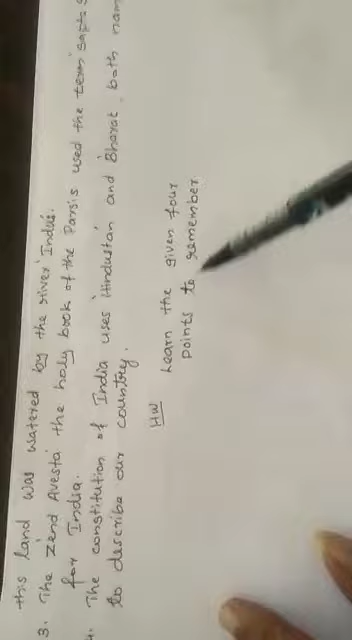 this land was watered by the river 'Indus'.
3. The 'Zend Avesta' the holy book of the Parsis used the term
for India.
4. The constitution of India uses 'Hindustan and Bharat' both
to describe our country.
HW Learn the given four
points to remember